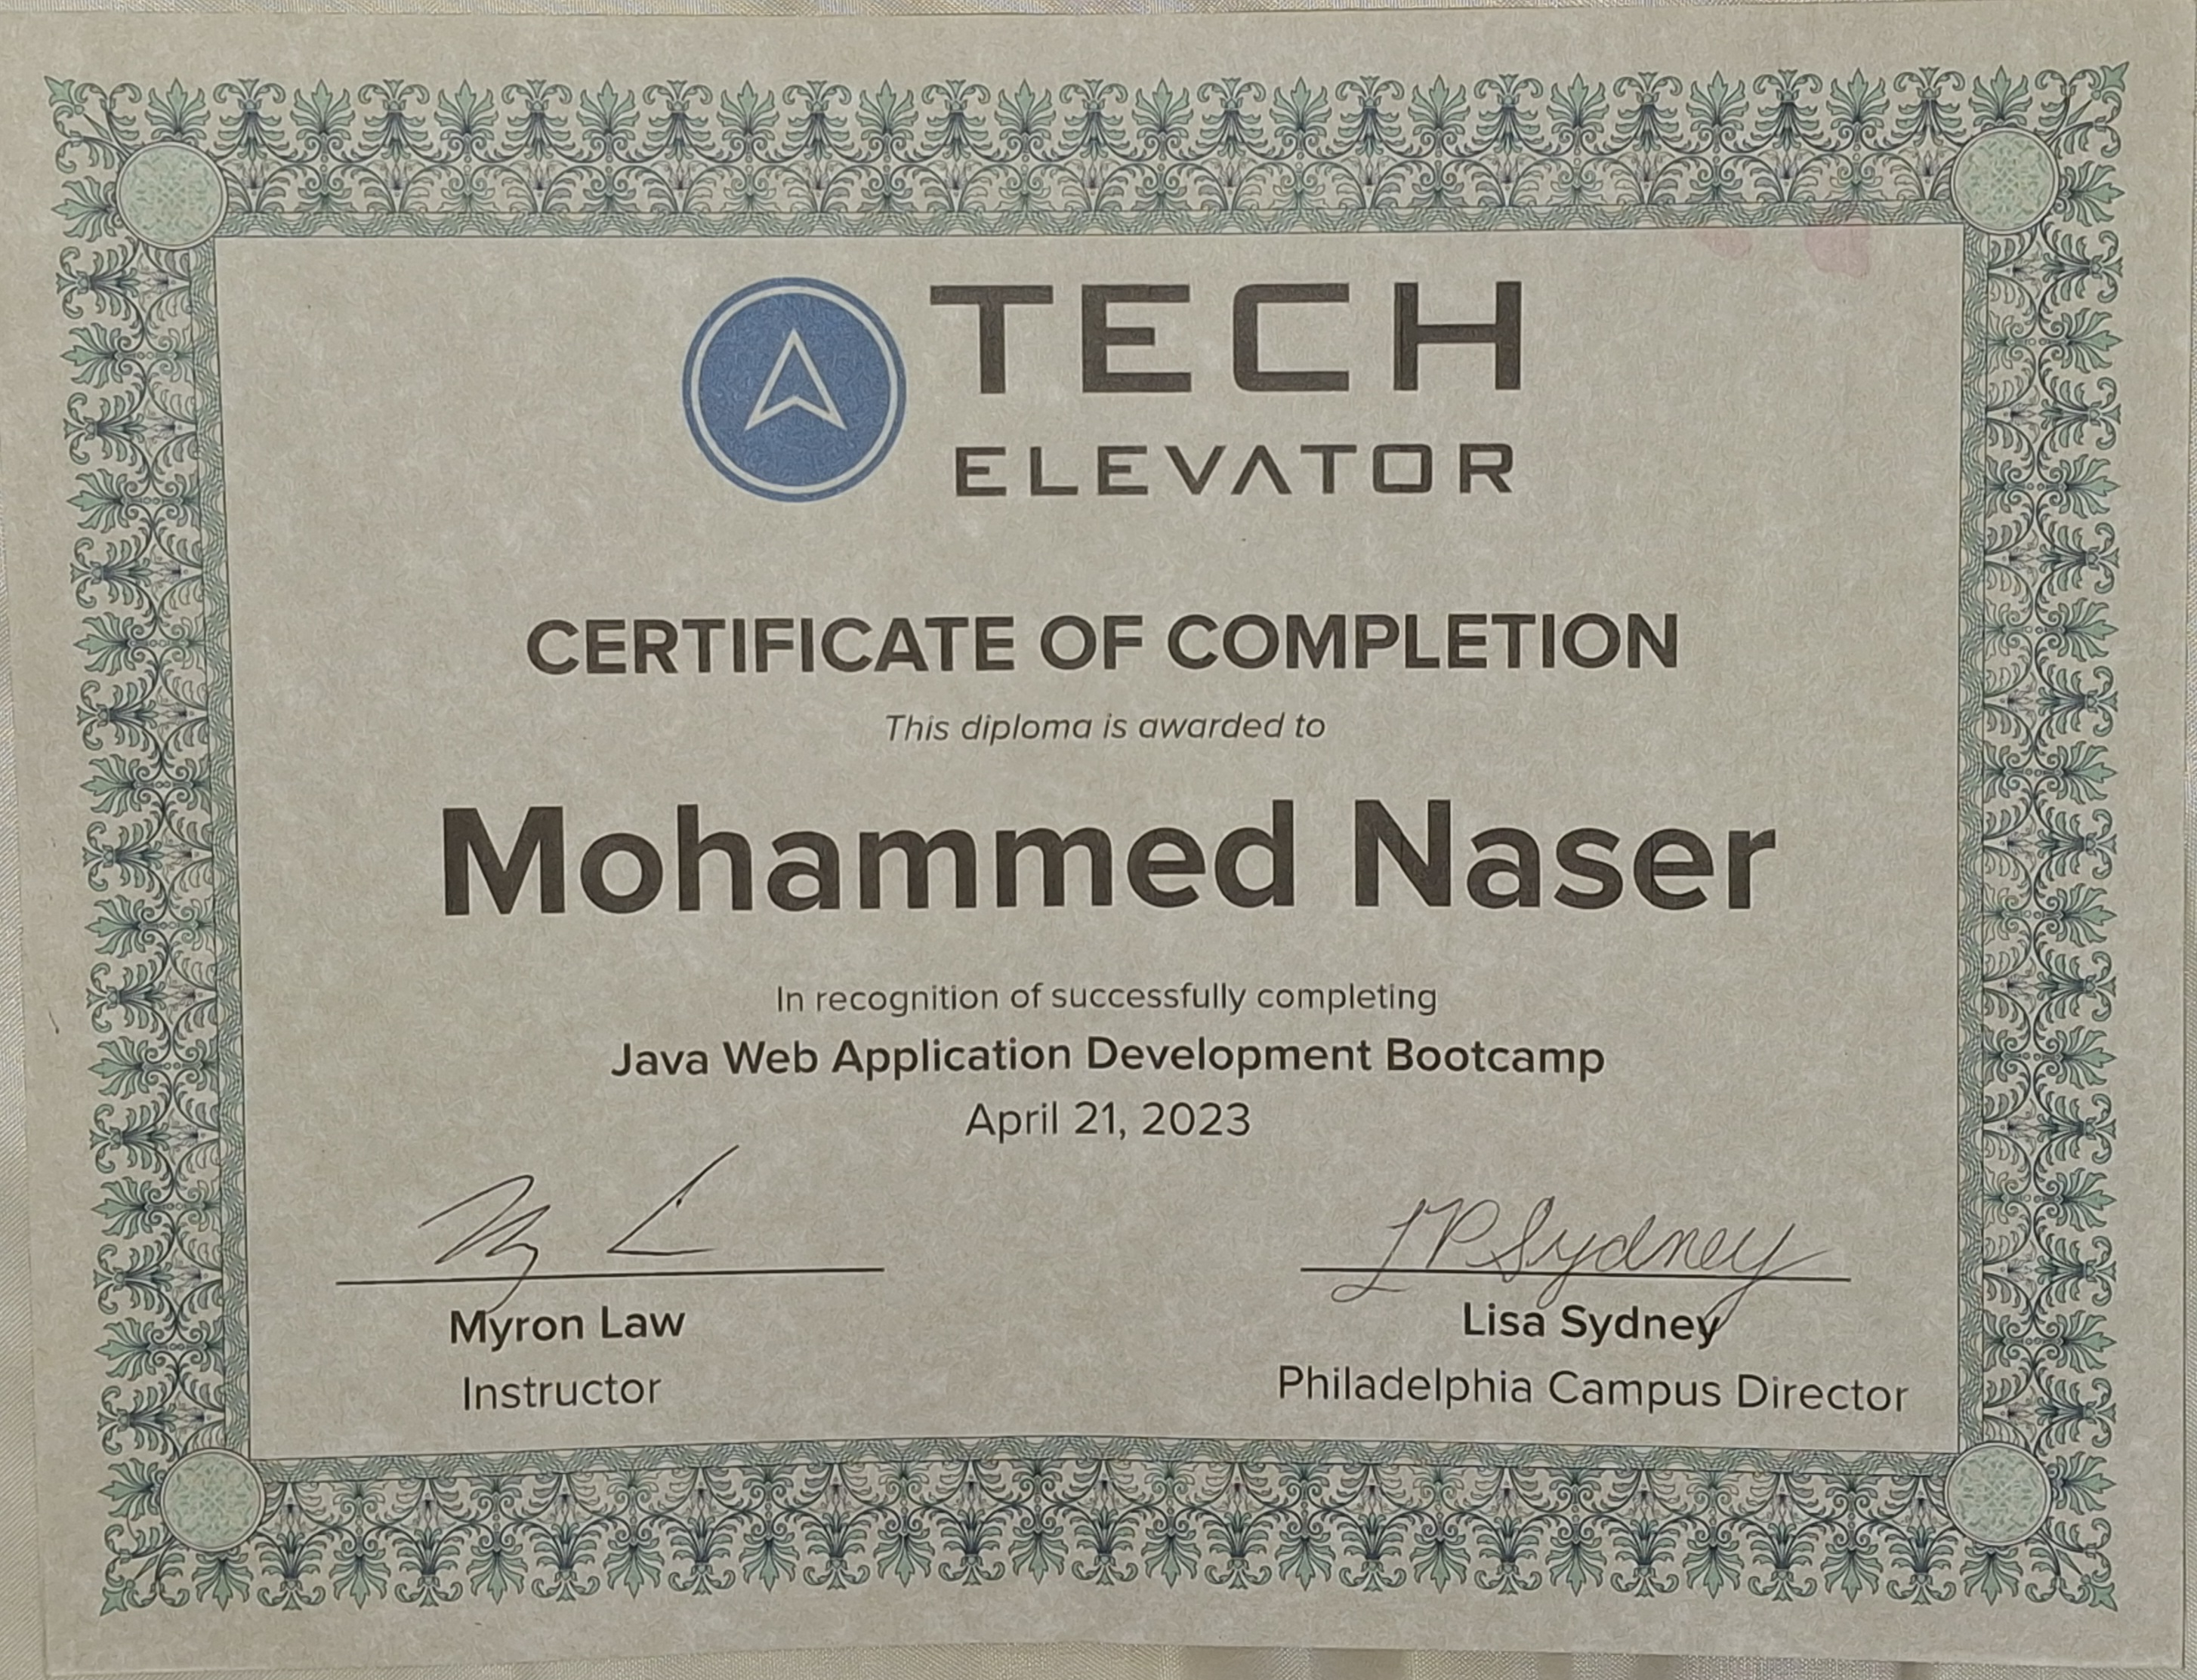 TECH
ELEVATOR
CERTIFICATE OF COMPLETION
This diploma is awarded to
Mohammed Naser
In recognition of successfully completing
Java Web Application Development Bootcamp
April 21, 2023
LP Sydney
Myron Law
Instructor
Lisa Sydney
Philadelphia Campus Director